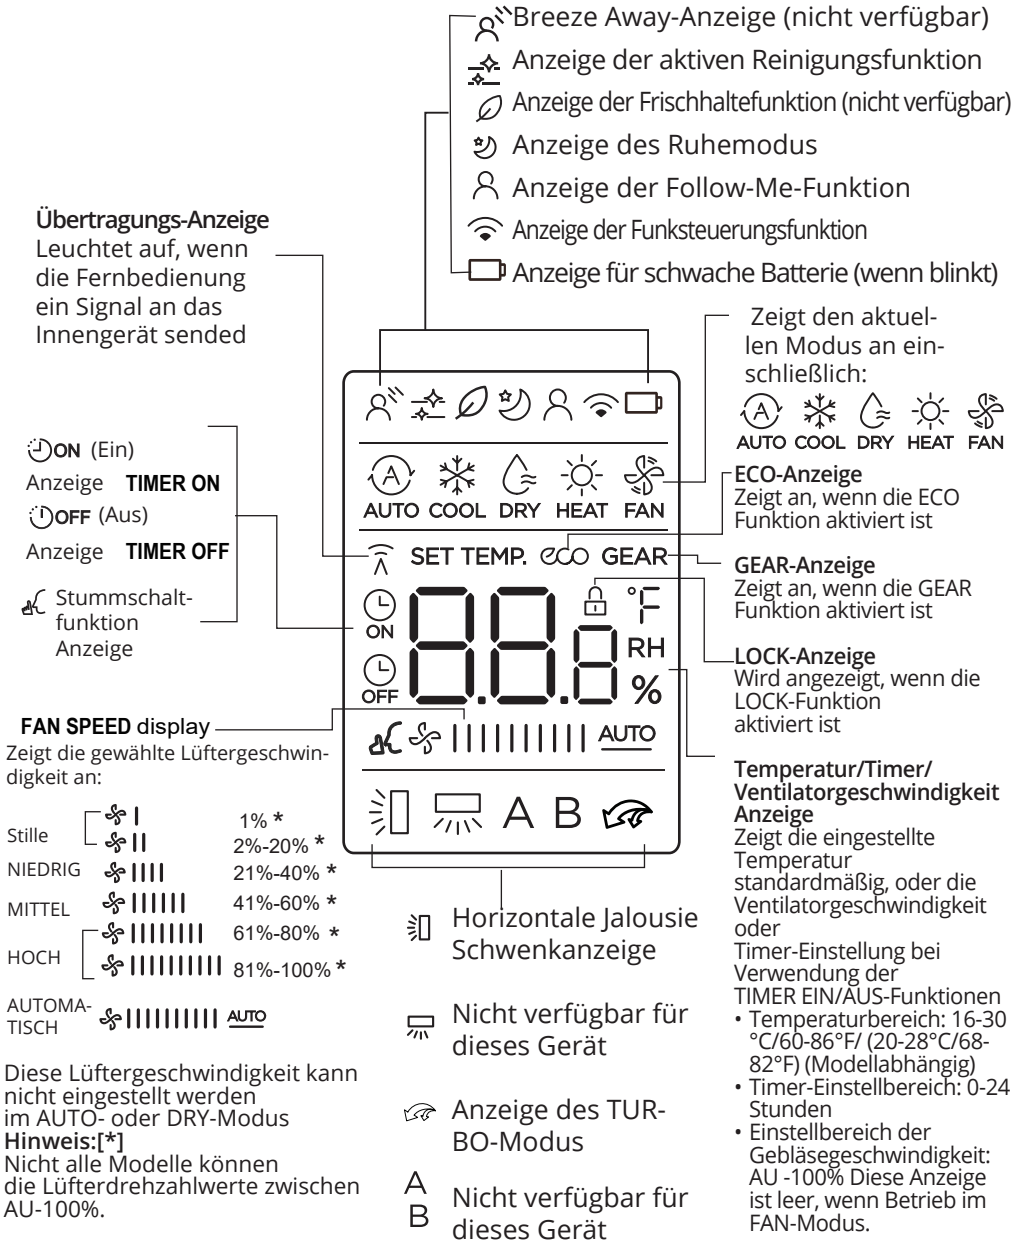 Breeze Away-Anzeige (nicht verfügbar)
Anzeige der aktiven Reinigungsfunktion
Anzeige der Frischhaltefunktion (nicht verfügbar)
Anzeige des Ruhemodus
Anzeige der Follow-Me-Funktion
Anzeige der Funksteuerungsfunktion
Anzeige für schwache Batterie (wenn blinkt)
Übertragungs-Anzeige
Leuchtet auf, wenn
die Fernbedienung
ein Signal an das
Innengerät sended
ON (Ein)
Anzeige TIMER ON
OFF (Aus)
Anzeige TIMER OFF
Stummschalt-
funktion
Anzeige
FAN SPEED display
Zeigt die gewählte Lüftergeschwin-
digkeit an:
Stille
1% *
2%-20% *
NIEDRIG 21%-40% *
MITTEL 41%-60% *
HOCH
61%-80% *
81%-100% *
AUTOMA-
TISCH
AUTO
Diese Lüftergeschwindigkeit kann
nicht eingestellt werden
im AUTO- oder DRY-Modus
Hinweis:[*]
Nicht alle Modelle können
die Lüfterdrehzahlwerte zwischen
AU-100%.
A
AUTO COOL DRY HEAT FAN
SET TEMP. eco GEAR
ON
OFF
88.8
°F
RH
%
AUTO
A B
Horizontale Jalousie
Schwenkanzeige
Nicht verfügbar für
dieses Gerät
Anzeige des TUR-
BO-Modus
A
B
Nicht verfügbar für
dieses Gerät
Zeigt den aktuel-
len Modus an ein-
schließlich:
A
AUTO COOL DRY HEAT FAN
ECO-Anzeige
Zeigt an, wenn die ECO
Funktion aktiviert ist
GEAR-Anzeige
Zeigt an, wenn die GEAR
Funktion aktiviert ist
LOCK-Anzeige
Wird angezeigt, wenn die
LOCK-Funktion
aktiviert ist
Temperatur/Timer/
Ventilatorgeschwindigkeit
Anzeige
Zeigt die eingestellte
Temperatur
standardmäßig, oder die
Ventilatorgeschwindigkeit
oder
Timer-Einstellung bei
Verwendung der
TIMER EIN/AUS-Funktionen
• Temperaturbereich: 16-30
°C/60-86°F/ (20-28°C/68-
82°F) (Modellabhängig)
• Timer-Einstellbereich: 0-24
Stunden
• Einstellbereich der
Gebläsegeschwindigkeit:
AU -100% Diese Anzeige
ist leer, wenn Betrieb im
FAN-Modus.